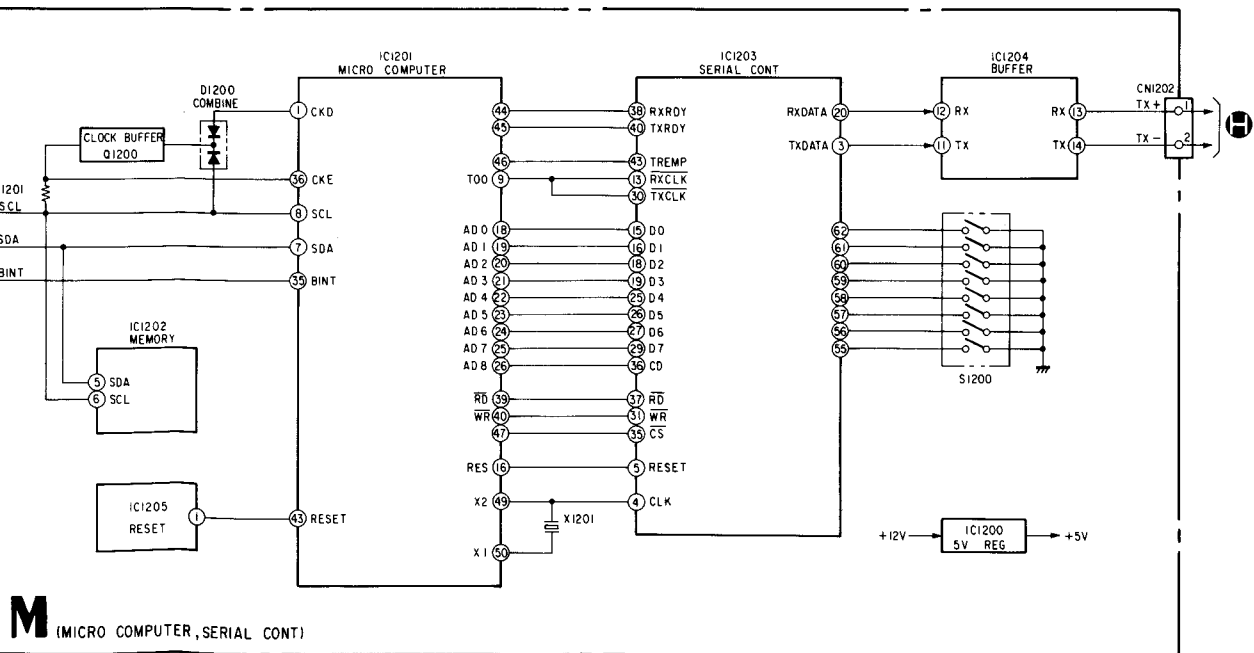 IC1201
MICRO COMPUTER
IC1203
SERIAL CONT
IC1204
BUFFER
D1200
COMBINE
CN1202
1 CKD
44
38 RXRDY
RXDATA 20
12 RX
RX 13
TX+ 1
H
45
40 TXRDY
CLOCK BUFFER
Q1200
TXDATA 3
11 TX
TX 14
TX- 2
46
43 TREMP
36 CKE
TOO 9
13 RXCLK
30 TXCLK
1201
SCL
8 SCL
AD0 18
15 D0
62
SDA
7 SDA
AD1 19
16 D1
61
AD2 20
18 D2
60
BINT
35 BINT
AD3 21
19 D3
59
AD4 22
25 D4
58
AD5 23
26 D5
57
IC1202
MEMORY
AD6 24
27 D6
56
AD7 25
29 D7
55
AD8 26
36 CD
5 SDA
S1200
6 SCL
RD 39
37 RD
WR 40
31 WR
47
35 CS
RES 16
5 RESET
X2 49
4 CLK
IC1205
RESET
1
43 RESET
X1201
+12V
IC1200
5V REG
+5V
X1 50
M (MICRO COMPUTER, SERIAL CONT)